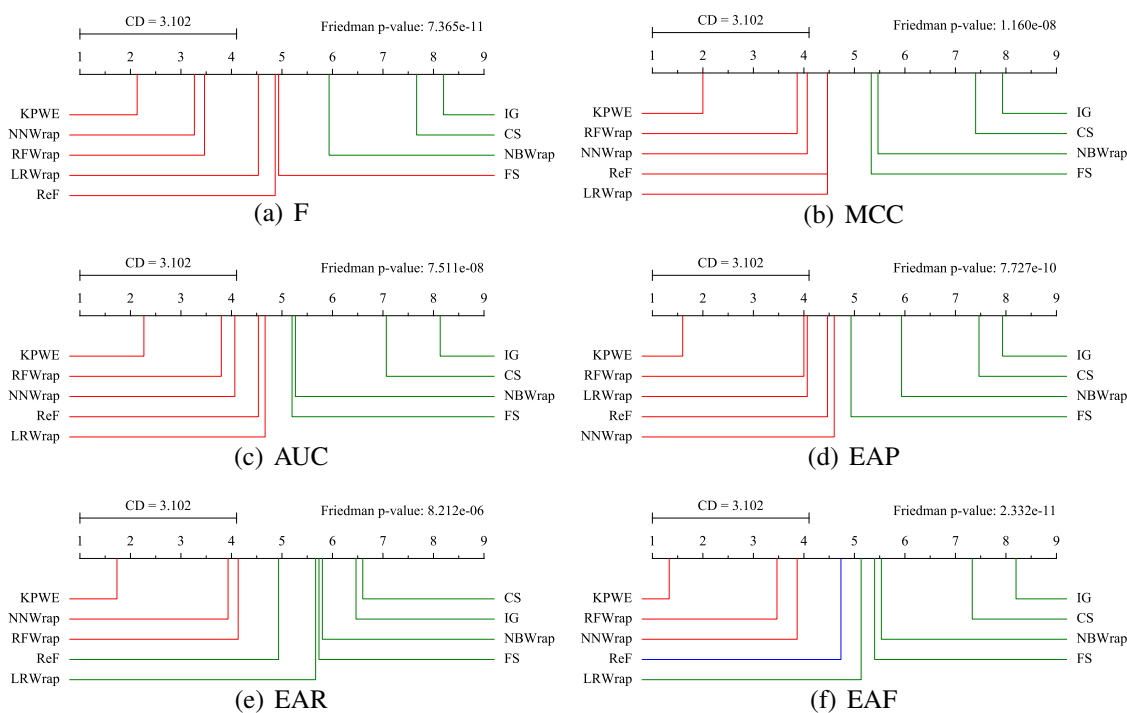 CD = 3.102
Friedman p-value: 7.365e-11
1 2 3 4 5 6 7 8 9
KPWE
NNWrap
RFWrap
LRWrap
ReF
IG
CS
NBWrap
FS
(a) F
CD = 3.102
Friedman p-value: 1.160e-08
1 2 3 4 5 6 7 8 9
KPWE
RFWrap
NNWrap
ReF
LRWrap
IG
CS
NBWrap
FS
(b) MCC
CD = 3.102
Friedman p-value: 7.511e-08
1 2 3 4 5 6 7 8 9
KPWE
RFWrap
NNWrap
ReF
LRWrap
IG
CS
NBWrap
FS
(c) AUC
CD = 3.102
Friedman p-value: 7.727e-10
1 2 3 4 5 6 7 8 9
KPWE
RFWrap
LRWrap
ReF
NNWrap
IG
CS
NBWrap
FS
(d) EAP
CD = 3.102
Friedman p-value: 8.212e-06
1 2 3 4 5 6 7 8 9
KPWE
NNWrap
RFWrap
ReF
LRWrap
CS
IG
NBWrap
FS
(e) EAR
CD = 3.102
Friedman p-value: 2.332e-11
1 2 3 4 5 6 7 8 9
KPWE
RFWrap
NNWrap
ReF
LRWrap
IG
CS
NBWrap
FS
(f) EAF